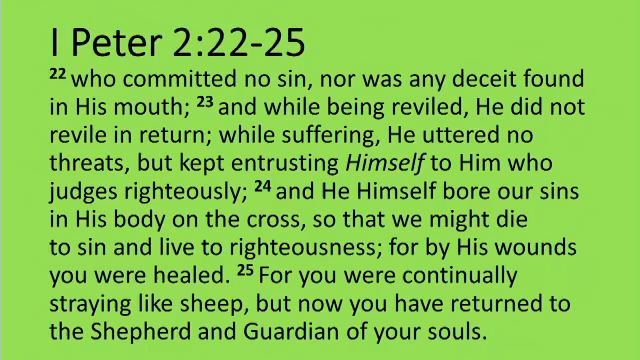 I Peter 2:22-25
22 who committed no sin, nor was any deceit found
in His mouth; 23 and while being reviled, He did not
revile in return; while suffering, He uttered no
threats, but kept entrusting Himself to Him who
judges righteously; 24 and He Himself bore our sins
in His body on the cross, so that we might die
to sin and live to righteousness; for by His wounds
you were healed. 25 For you were continually
straying like sheep, but now you have returned to
the Shepherd and Guardian of your souls.